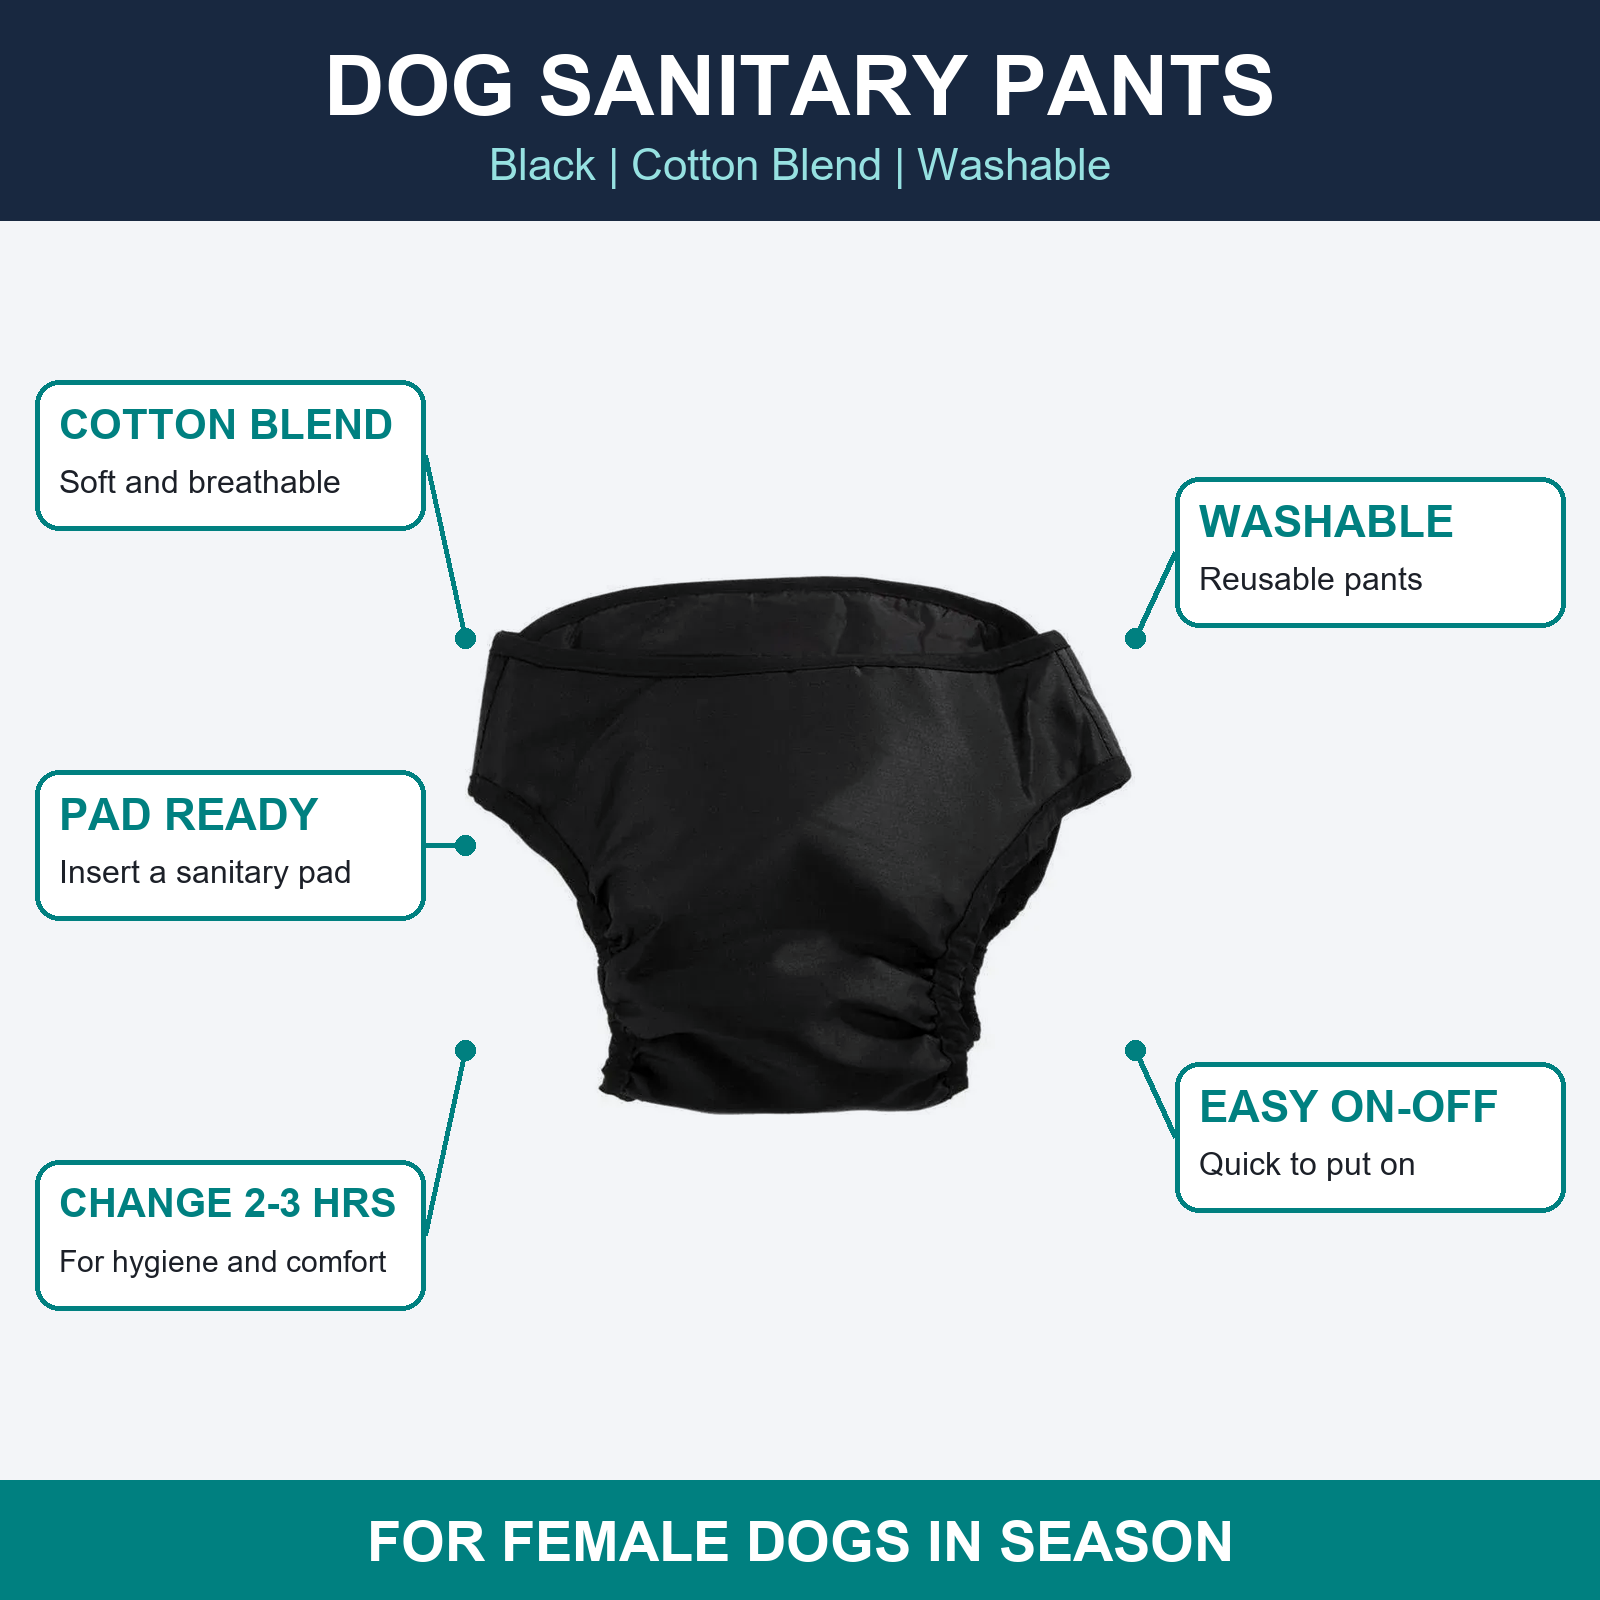 DOG SANITARY PANTS
Black | Cotton Blend | Washable
COTTON BLEND
Soft and breathable
WASHABLE
Reusable pants
PAD READY
Insert a sanitary pad
EASY ON-OFF
Quick to put on
CHANGE 2-3 HRS
For hygiene and comfort
FOR FEMALE DOGS IN SEASON